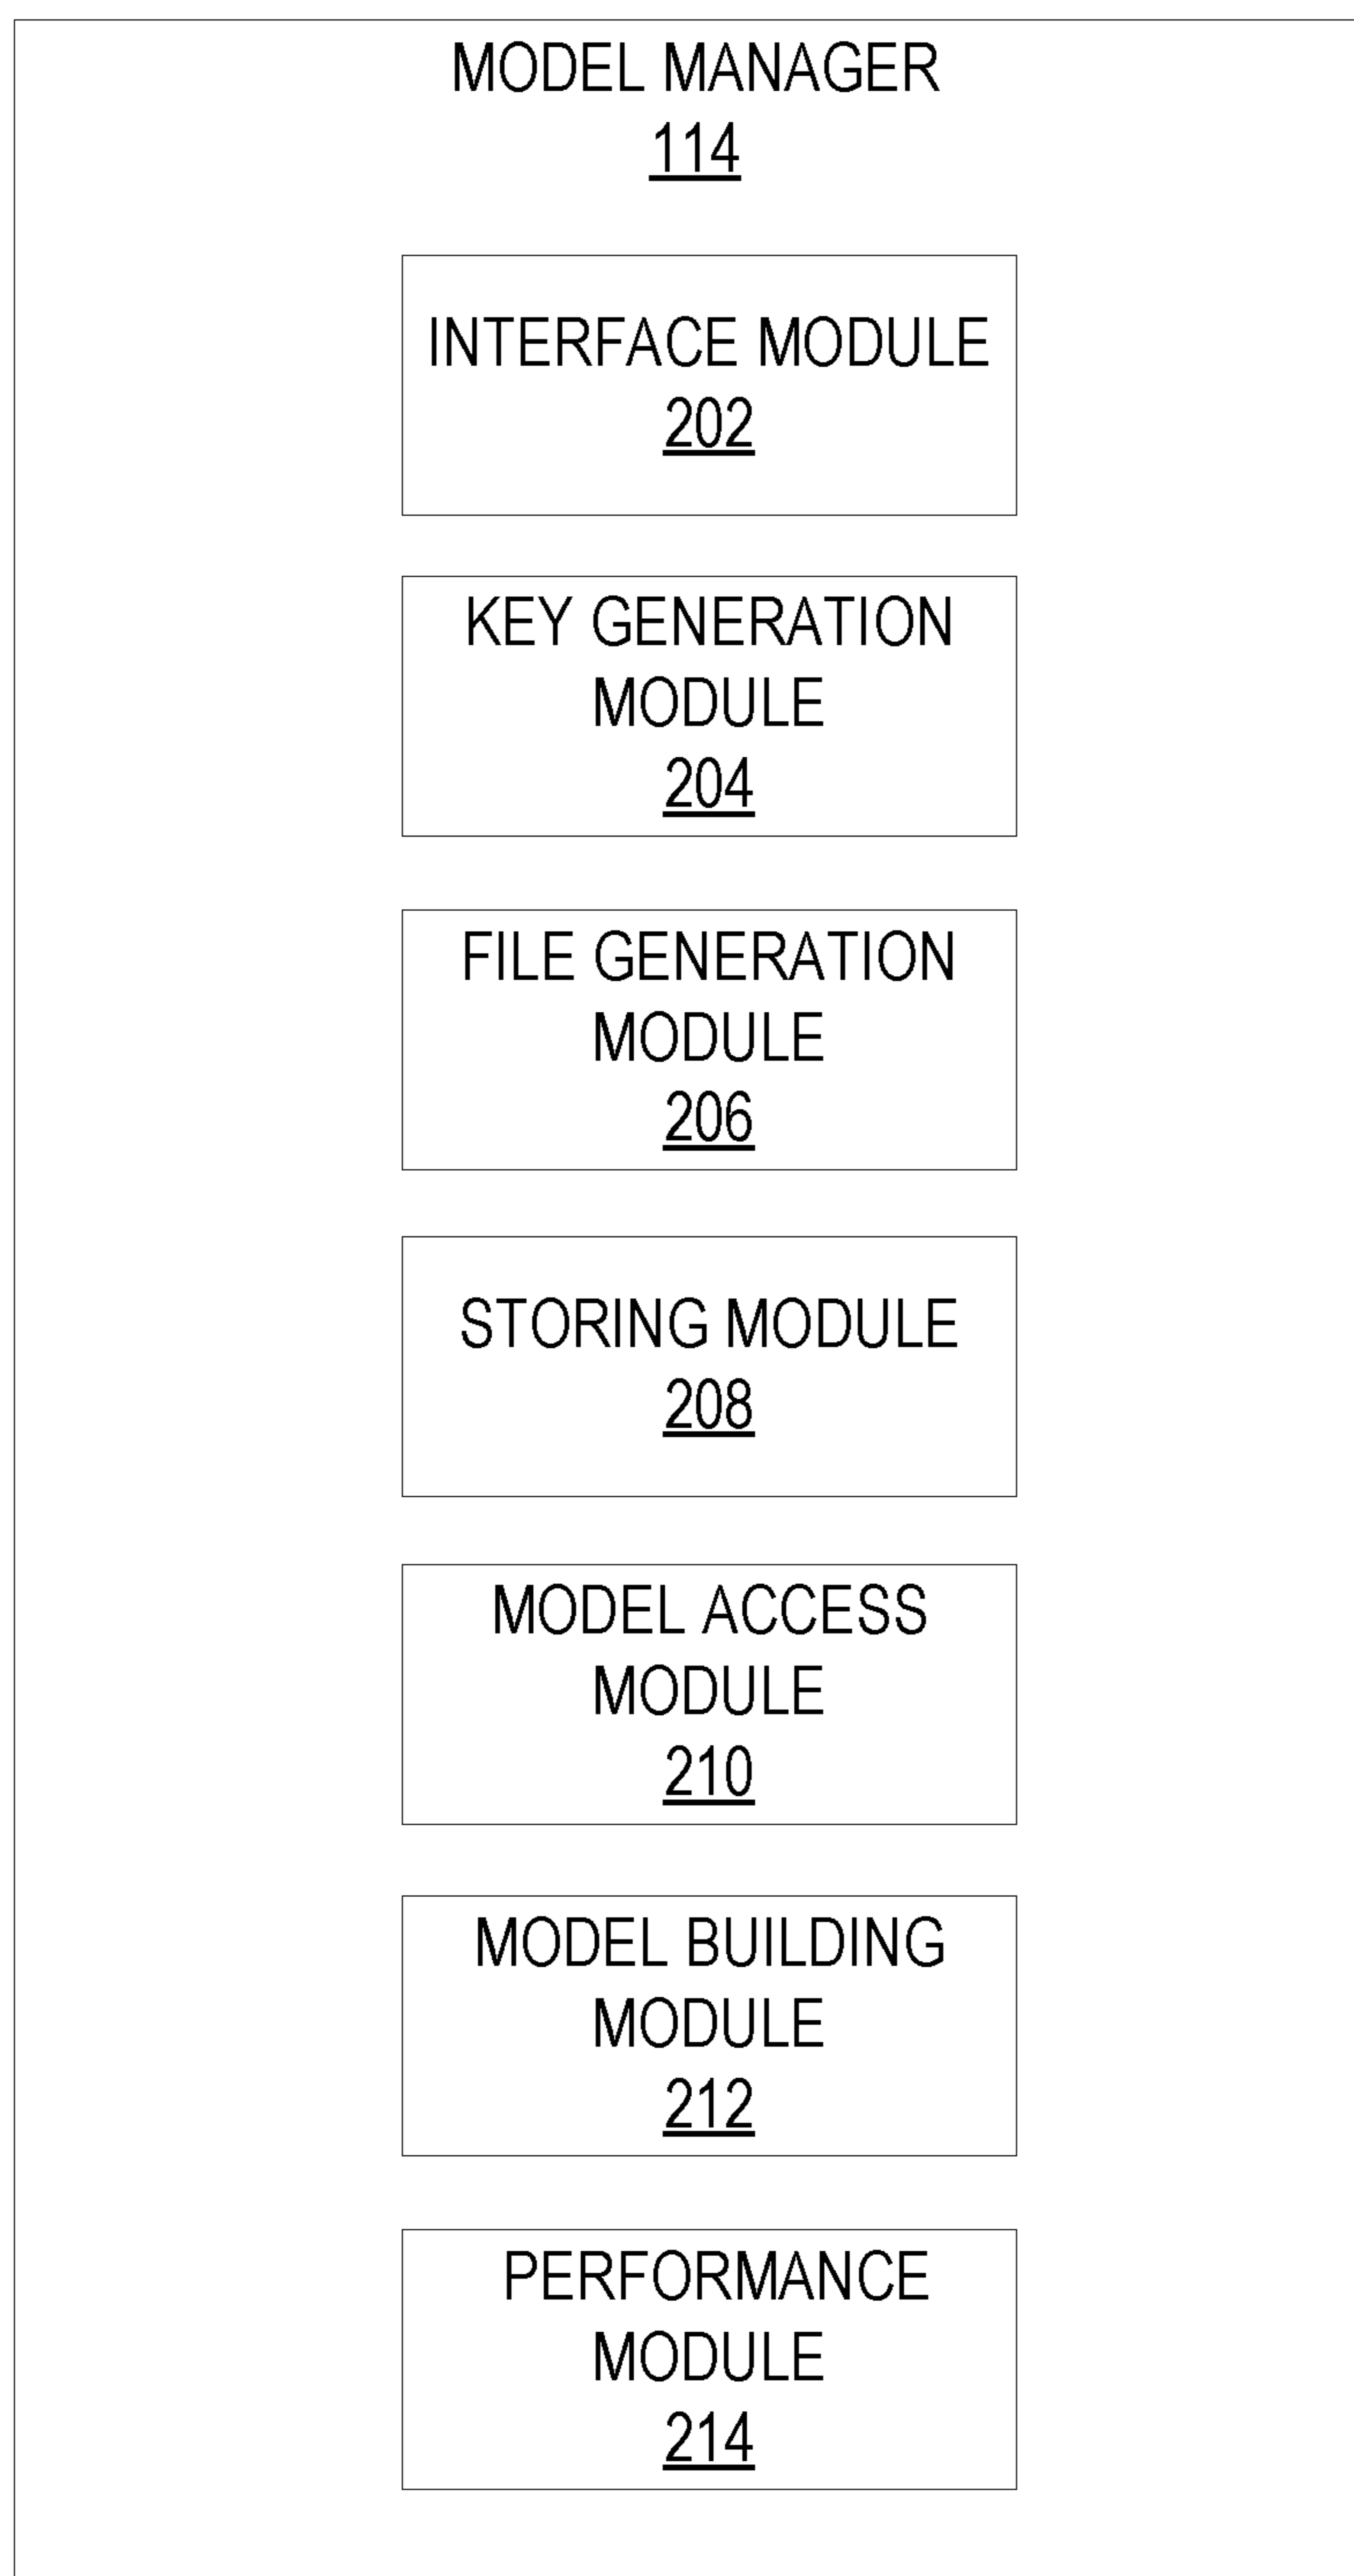 MODEL MANAGER
114
INTERFACE MODULE
202
KEY GENERATION
MODULE
204
FILE GENERATION
MODULE
206
STORING MODULE
208
MODEL ACCESS
MODULE
210
MODEL BUILDING
MODULE
212
PERFORMANCE
MODULE
214